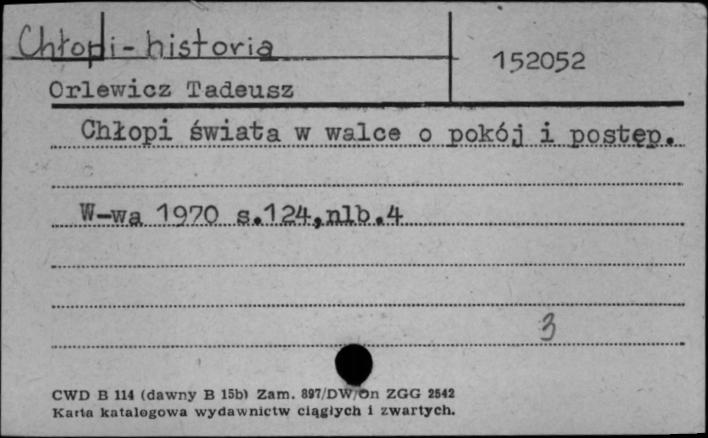 Chłopi - historia
152052
Orlewicz Tadeusz
Chłopi świata w walce o pokój i postęp.
W-wa 1970 s.124,nlb.4
3
CWD B 114 (dawny B 15b) Zam. 897/DW/On ZGG 2542
Karta katalogowa wydawnictw ciągłych i zwartych.